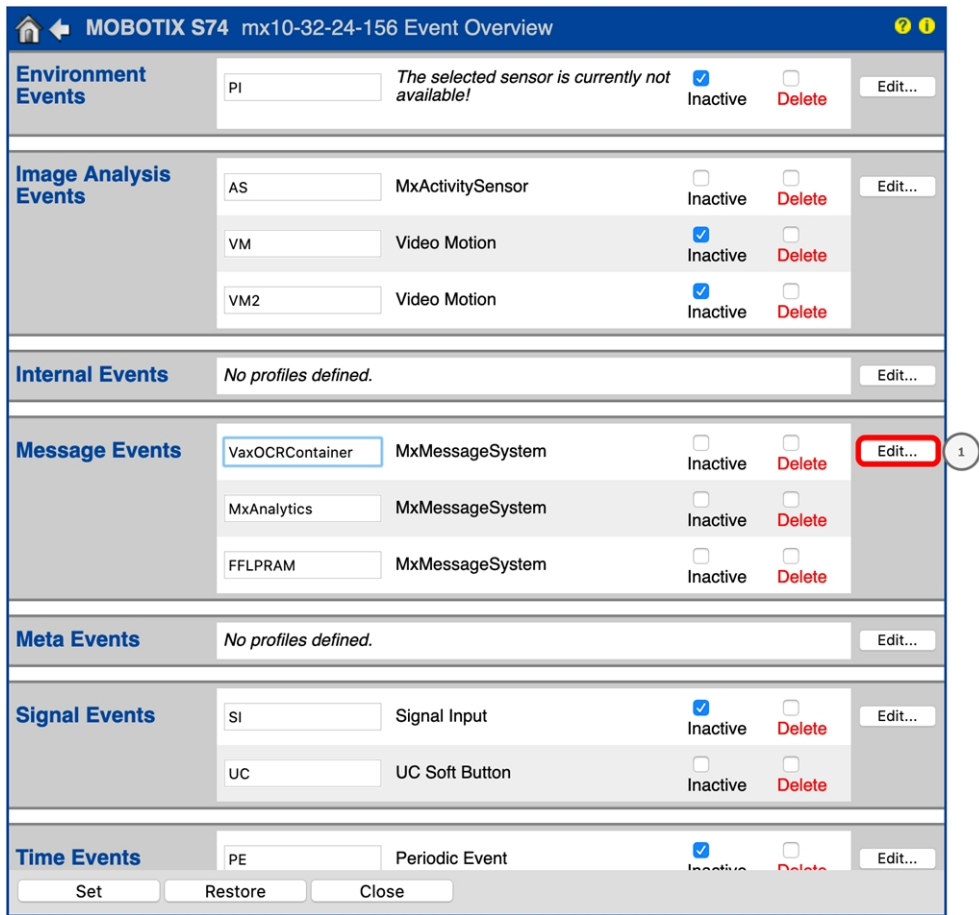 MOBOTIX S74 mx10-32-24-156 Event Overview ? i
Environment Events
PI The selected sensor is currently not available! Inactive Delete Edit...
Image Analysis Events
AS MxActivitySensor Inactive Delete Edit...
VM Video Motion Inactive Delete
VM2 Video Motion Inactive Delete
Internal Events No profiles defined. Edit...
Message Events VaxOCRContainer MxMessageSystem Inactive Delete Edit... 1
MxAnalytics MxMessageSystem Inactive Delete
FFLPRAM MxMessageSystem Inactive Delete
Meta Events No profiles defined. Edit...
Signal Events SI Signal Input Inactive Delete Edit...
UC UC Soft Button Inactive Delete
Time Events PE Periodic Event Inactive Delete Edit...
Set Restore Close